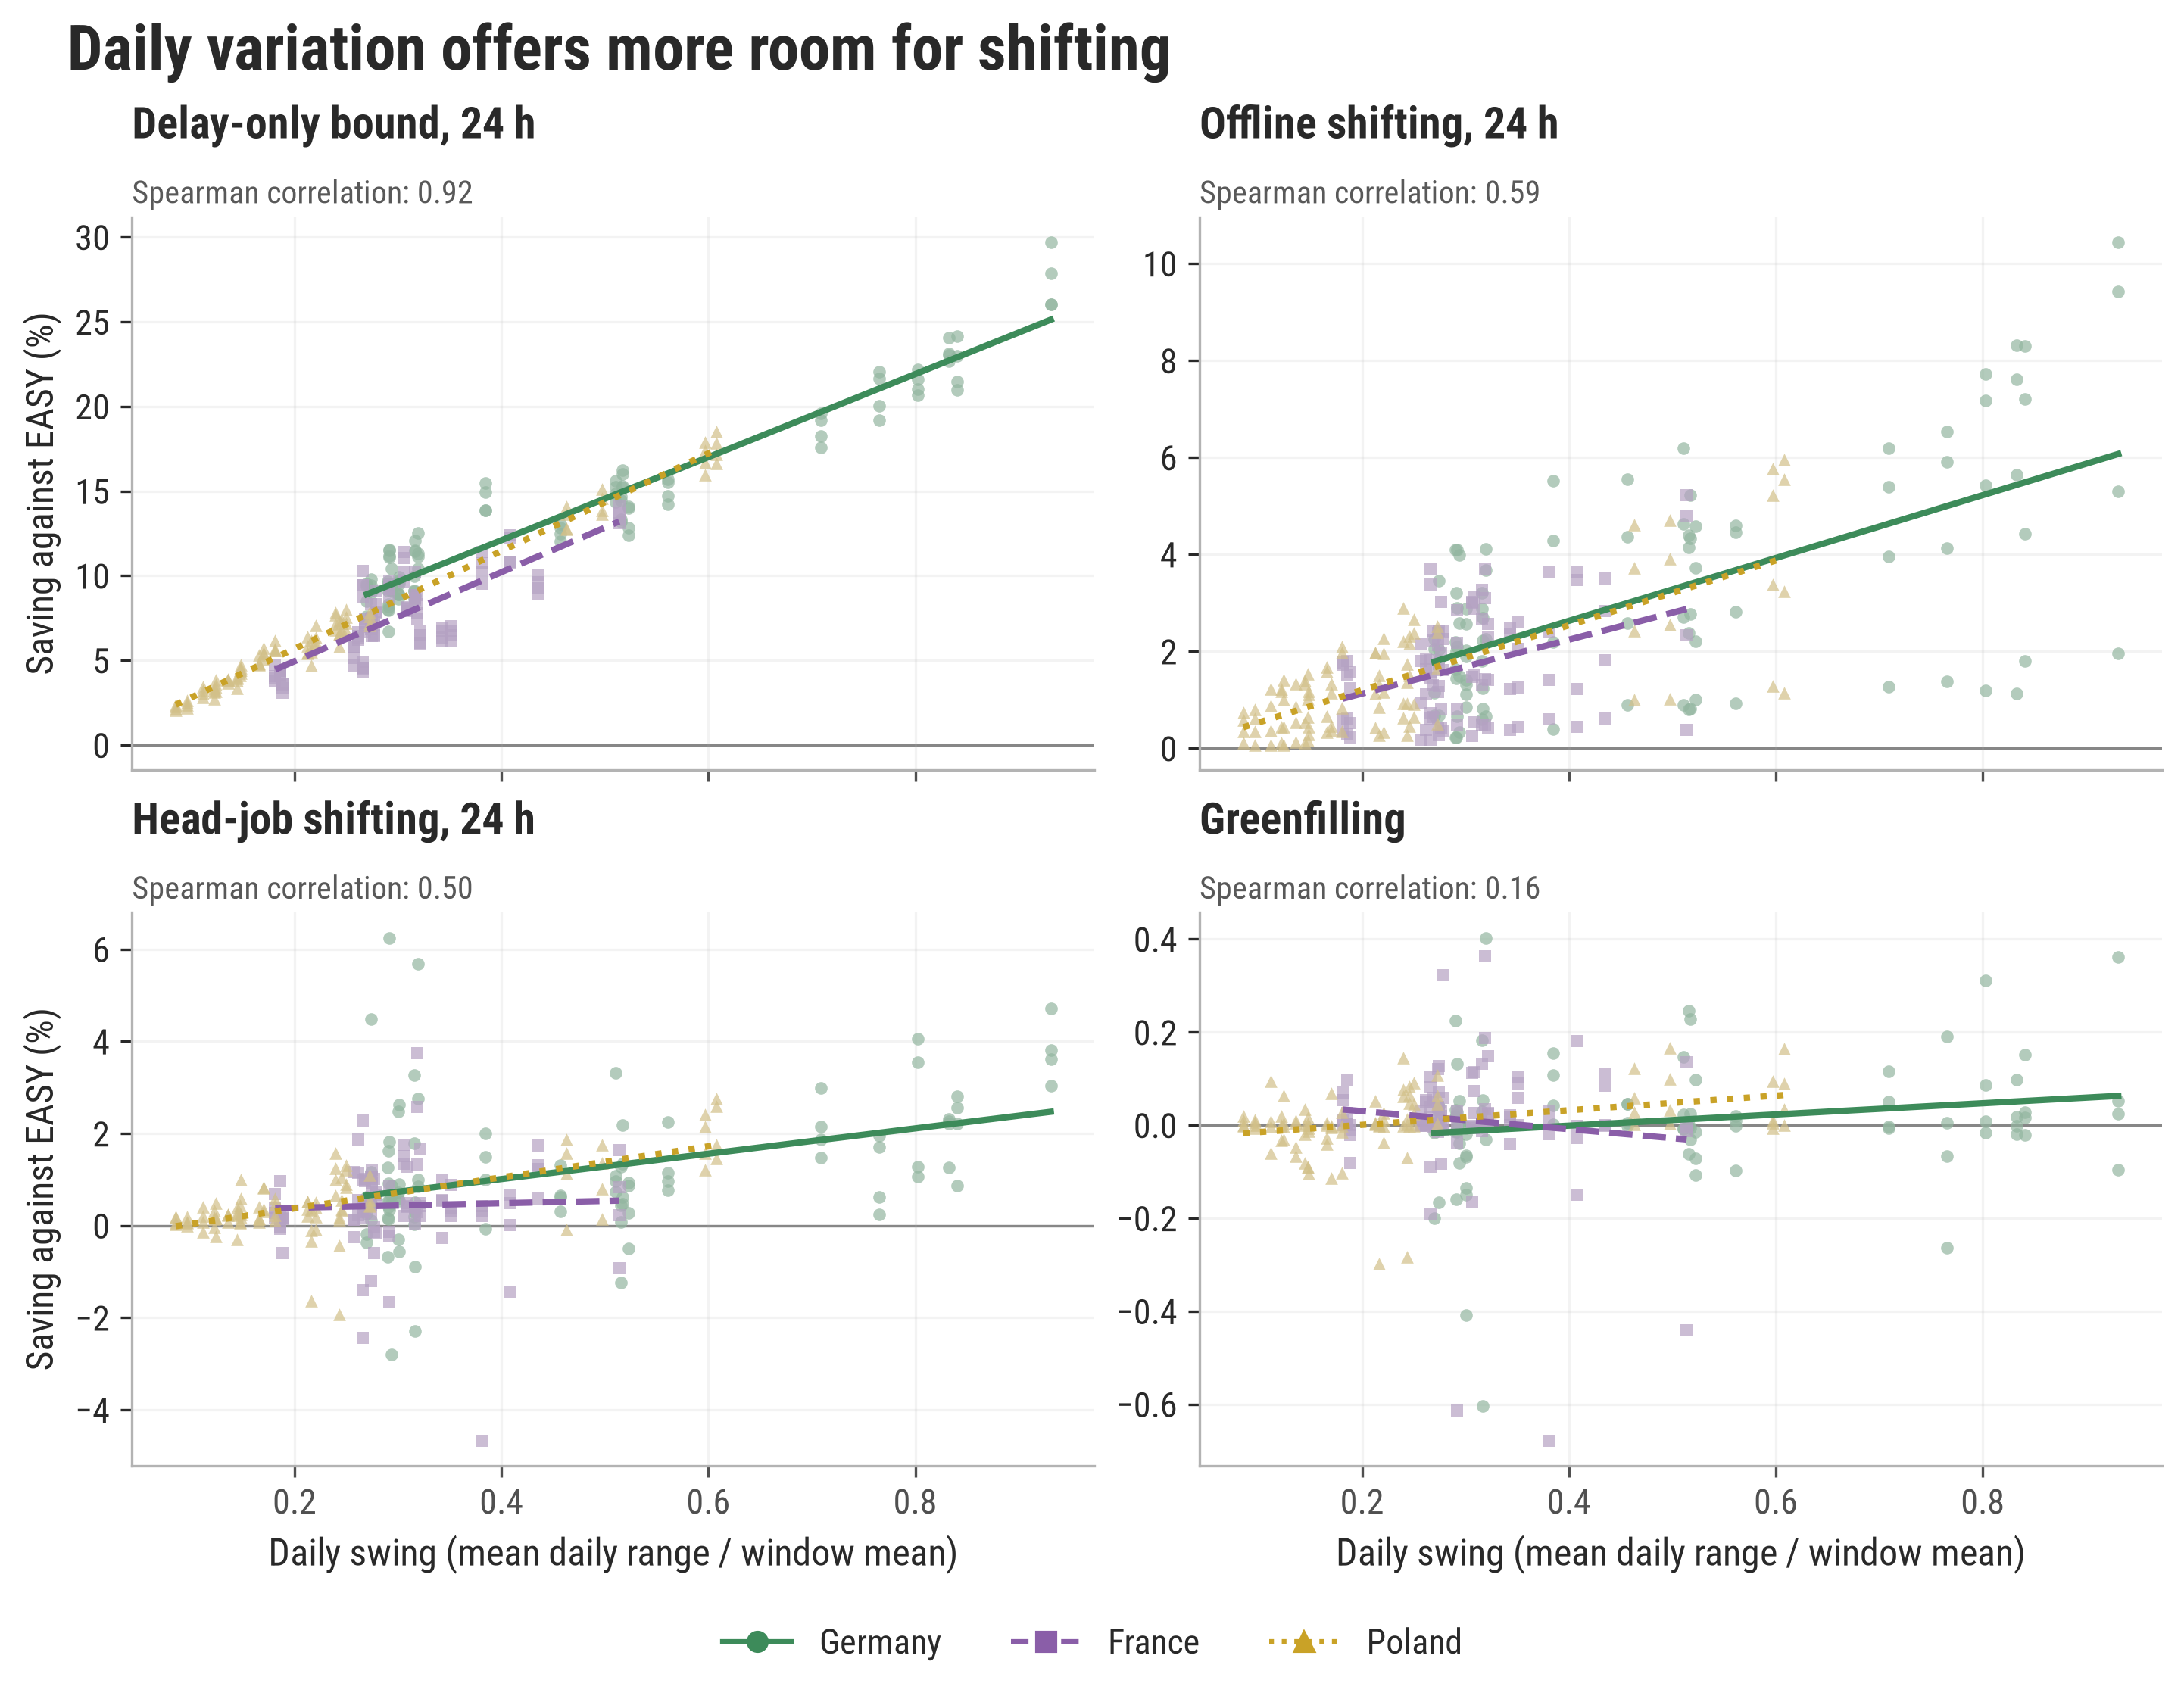 Daily variation offers more room for shifting
Delay-only bound, 24 h
Spearman correlation: 0.92
Saving against EASY (%)
30
25
20
15
10
5
0
Offline shifting, 24 h
Spearman correlation: 0.59
10
8
6
4
2
0
Head-job shifting, 24 h
Spearman correlation: 0.50
Saving against EASY (%)
6
4
2
0
−2
−4
0.2 0.4 0.6 0.8
Daily swing (mean daily range / window mean)
Greenfilling
Spearman correlation: 0.16
0.4
0.2
0.0
−0.2
−0.4
−0.6
0.2 0.4 0.6 0.8
Daily swing (mean daily range / window mean)
Germany France Poland